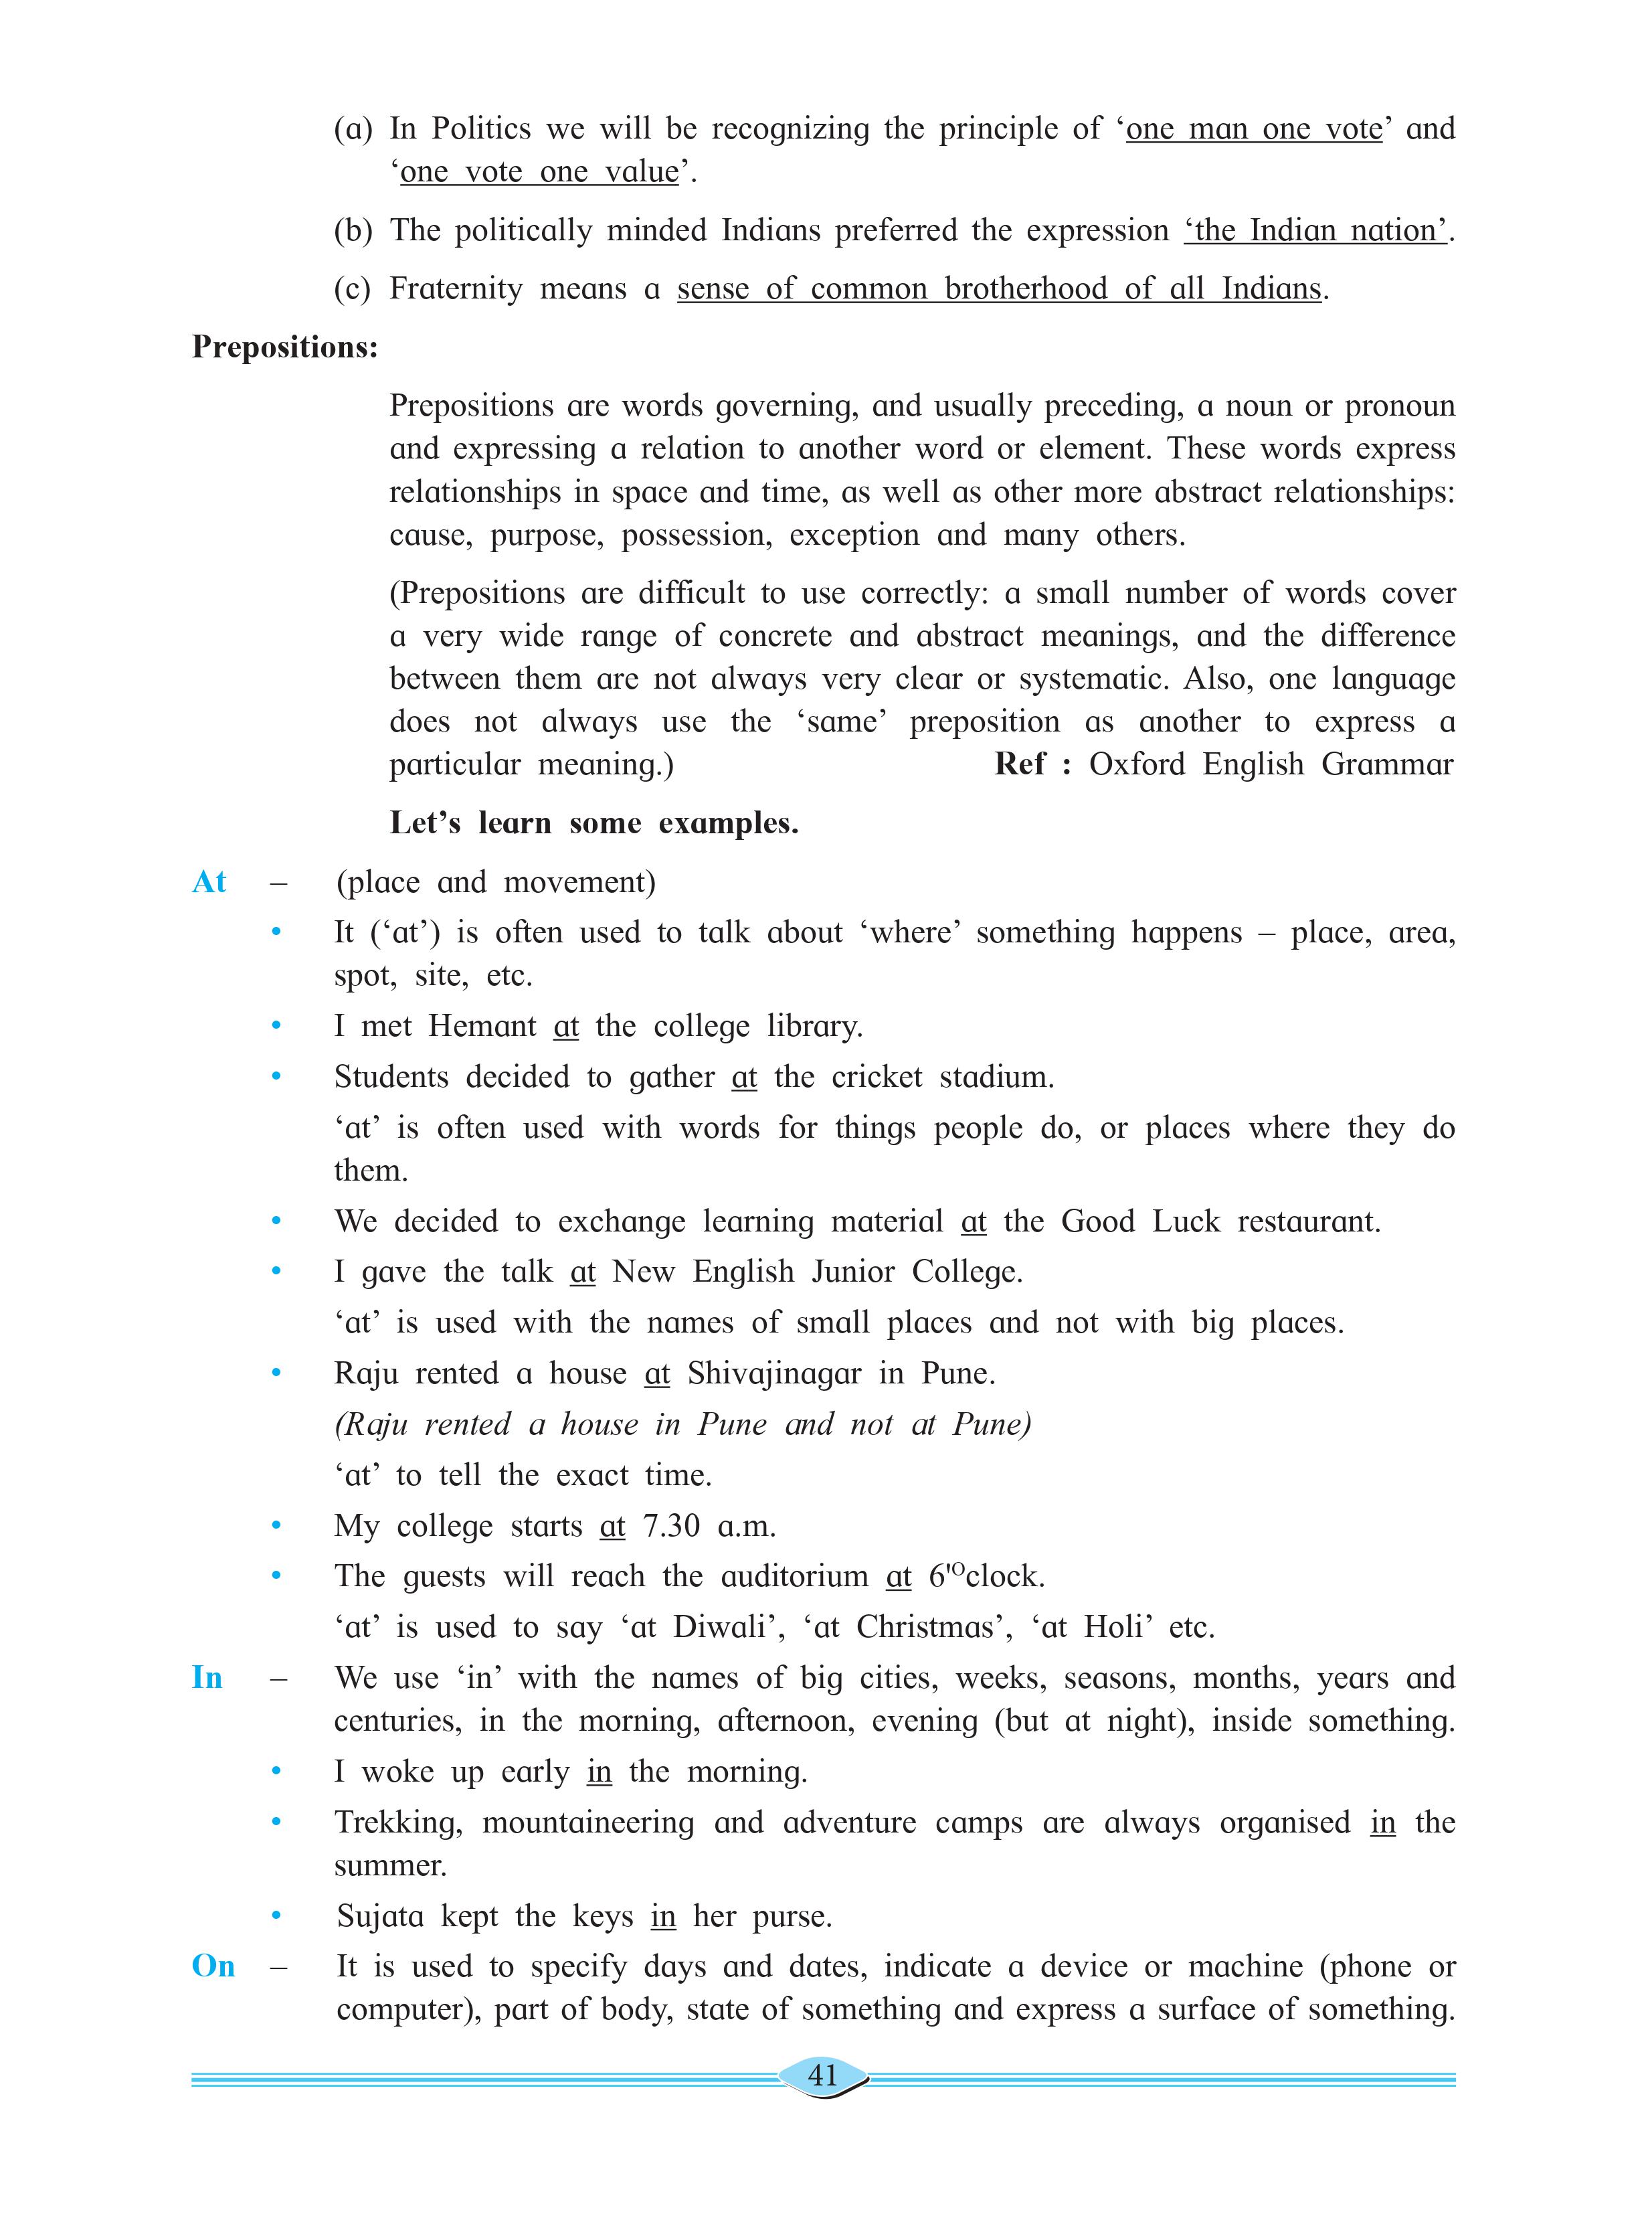 (a) In Politics we will be recognizing the principle of ‘one man one vote’ and
‘one vote one value’.
(b) The politically minded Indians preferred the expression ‘the Indian nation’.
(c) Fraternity means a sense of common brotherhood of all Indians.
Prepositions:
Prepositions are words governing, and usually preceding, a noun or pronoun
and expressing a relation to another word or element. These words express
relationships in space and time, as well as other more abstract relationships:
cause, purpose, possession, exception and many others.
(Prepositions are difficult to use correctly: a small number of words cover
a very wide range of concrete and abstract meanings, and the difference
between them are not always very clear or systematic. Also, one language
does not always use the ‘same’ preposition as another to express a
particular meaning.) Ref : Oxford English Grammar
Let’s learn some examples.
At – (place and movement)
• It (‘at’) is often used to talk about ‘where’ something happens – place, area,
spot, site, etc.
• I met Hemant at the college library.
• Students decided to gather at the cricket stadium.
‘at’ is often used with words for things people do, or places where they do
them.
• We decided to exchange learning material at the Good Luck restaurant.
• I gave the talk at New English Junior College.
‘at’ is used with the names of small places and not with big places.
• Raju rented a house at Shivajinagar in Pune.
(Raju rented a house in Pune and not at Pune)
‘at’ to tell the exact time.
• My college starts at 7.30 a.m.
• The guests will reach the auditorium at 6'Oclock.
‘at’ is used to say ‘at Diwali’, ‘at Christmas’, ‘at Holi’ etc.
In – We use ‘in’ with the names of big cities, weeks, seasons, months, years and
centuries, in the morning, afternoon, evening (but at night), inside something.
• I woke up early in the morning.
• Trekking, mountaineering and adventure camps are always organised in the
summer.
• Sujata kept the keys in her purse.
On – It is used to specify days and dates, indicate a device or machine (phone or
computer), part of body, state of something and express a surface of something.
41